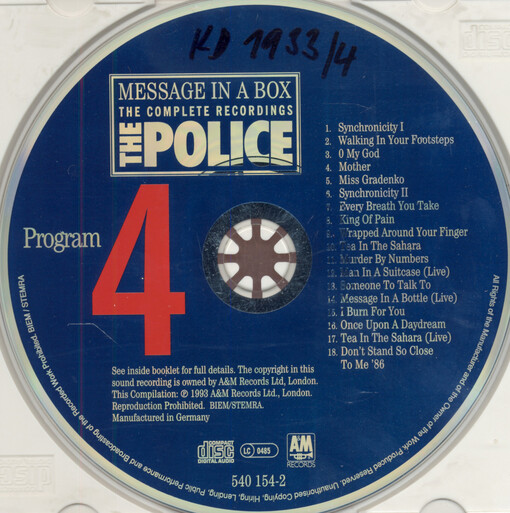 KD 1933/4
MESSAGE IN A BOX
THE COMPLETE RECORDINGS
THE POLICE
Program 4
1. Synchronicity I
2. Walking In Your Footsteps
3. O My God
4. Mother
5. Miss Gradenko
6. Synchronicity II
7. Every Breath You Take
8. King Of Pain
9. Wrapped Around Your Finger
10. Tea In The Sahara
11. Murder By Numbers
12. Man In A Suitcase (Live)
13. Someone To Talk To
14. Message In A Bottle (Live)
15. I Burn For You
16. Once Upon A Daydream
17. Tea In The Sahara (Live)
18. Don't Stand So Close
To Me '86
See inside booklet for full details. The copyright in this
sound recording is owned by A&M Records Ltd, London.
This Compilation: ℗ 1993 A&M Records Ltd., London.
Reproduction Prohibited. BIEM/STEMRA.
Manufactured in Germany
COMPACT
disc
DIGITAL AUDIO
LC 0485
A&M
RECORDS
540 154-2
All Rights of the Manufacturer and of the Owner of the Work Produced Reserved. Unauthorised Copying, Hiring, Lending, Public Performance and Broadcasting of the Recorded Work Prohibited. BIEM / STEMRA